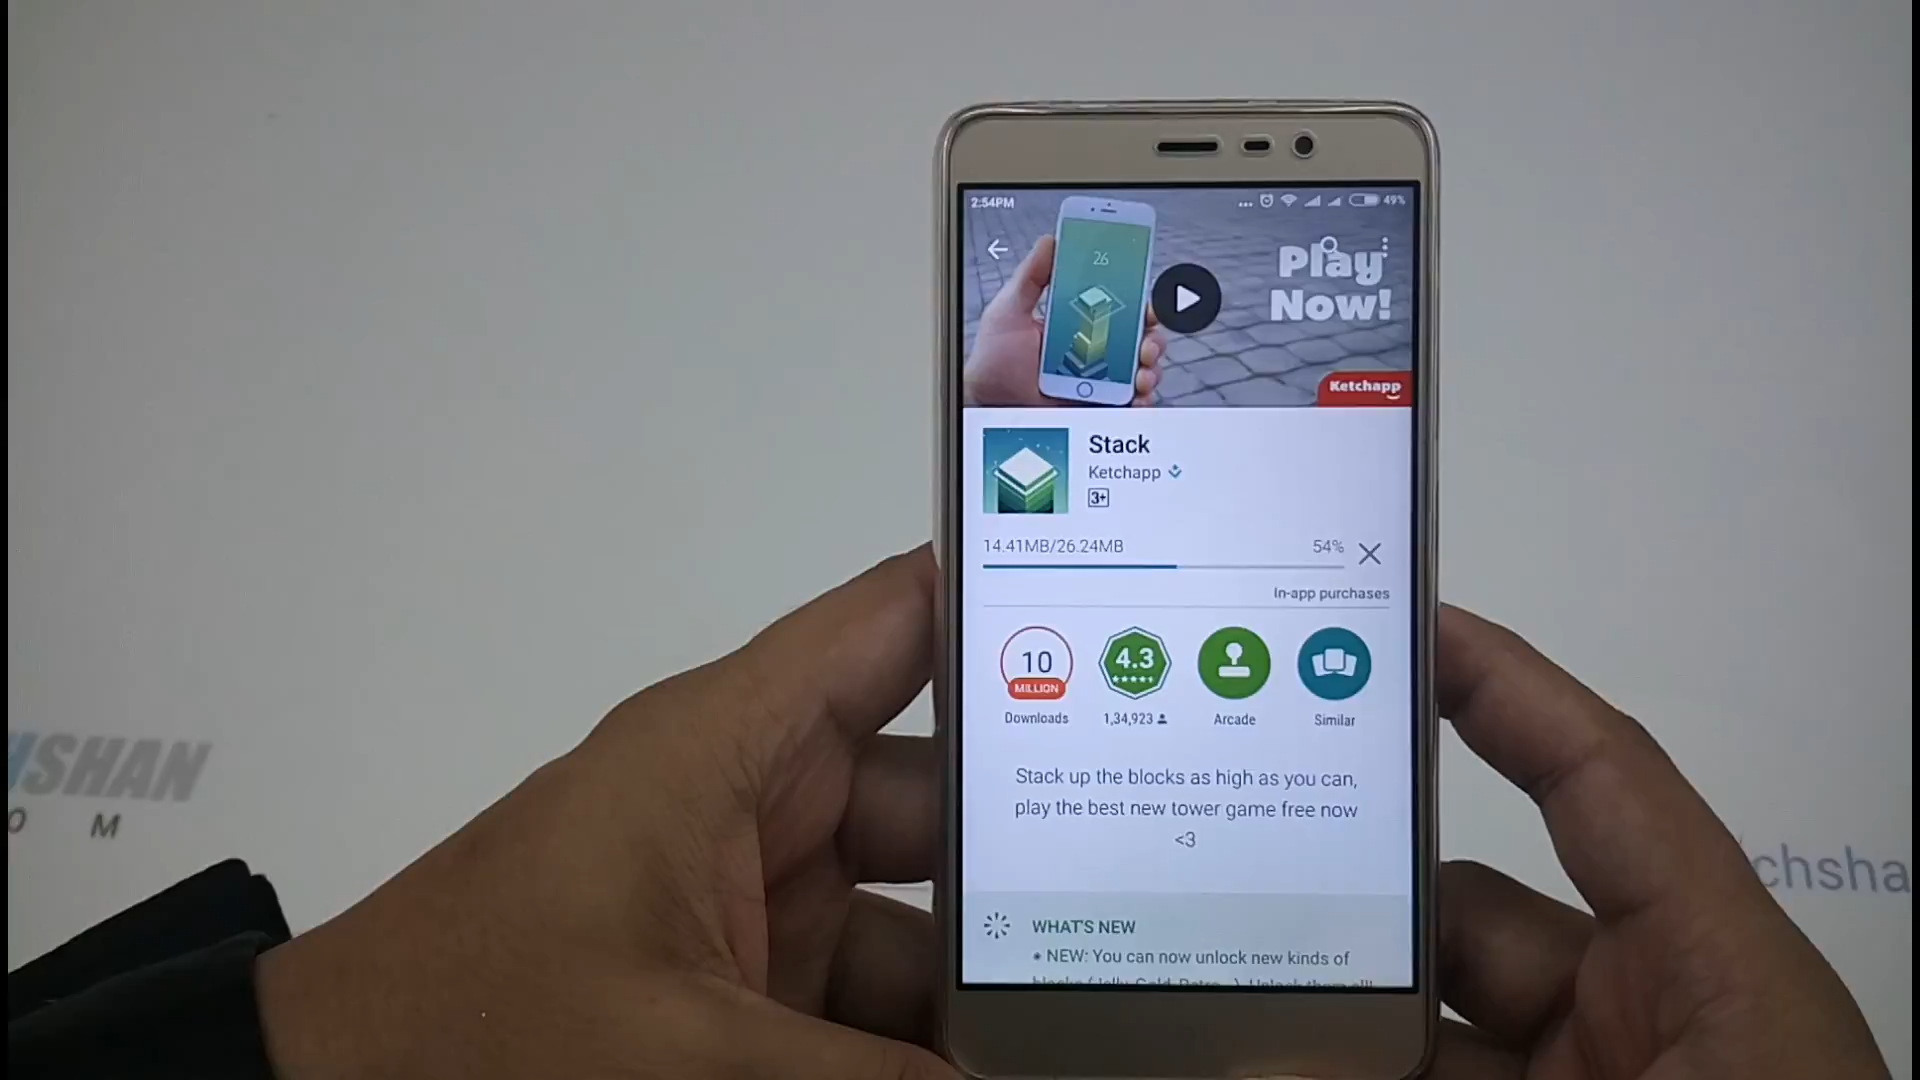 2:54PM
49%
26
Play
Now!
Ketchapp
Stack
Ketchapp
3+
14.41MB/26.24MB
54%
In-app purchases
10
MILLION
4.3
Downloads
1,34,923
Arcade
Similar
Stack up the blocks as high as you can,
play the best new tower game free now
<3
WHAT'S NEW
• NEW: You can now unlock new kinds of
SHAN
O M
chsha